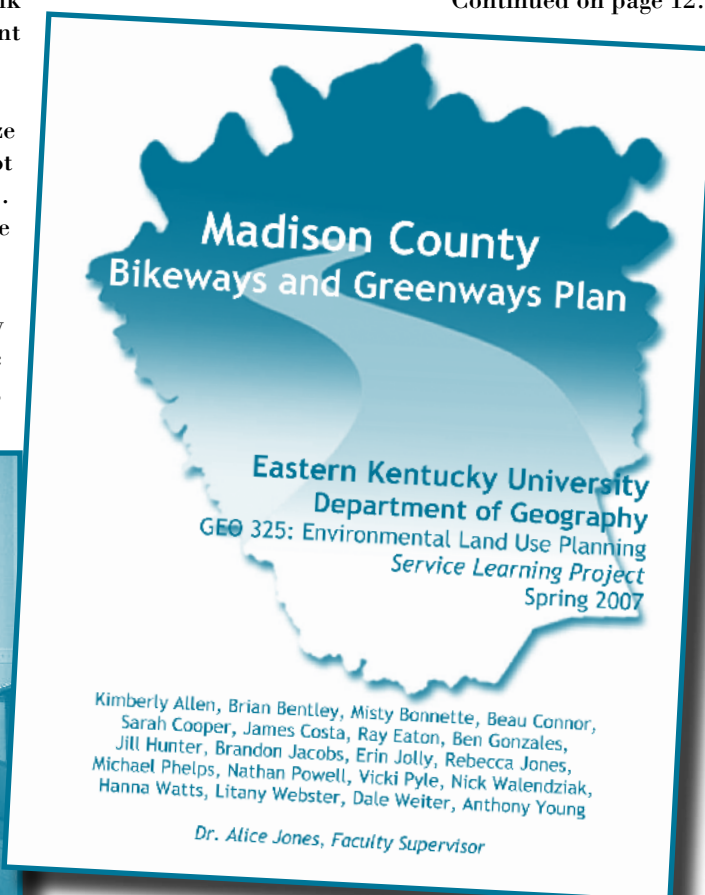 Continued on page 12.
Madison County
Bikeways and Greenways Plan
Eastern Kentucky University
Department of Geography
GEO 325: Environmental Land Use Planning
Service Learning Project
Spring 2007
Kimberly Allen, Brian Bentley, Misty Bonnette, Beau Connor,
Sarah Cooper, James Costa, Ray Eaton, Ben Gonzales,
Jill Hunter, Brandon Jacobs, Erin Jolly, Rebecca Jones,
Michael Phelps, Nathan Powell, Vicki Pyle, Nick Walendziak,
Hanna Watts, Litany Webster, Dale Weiter, Anthony Young
Dr. Alice Jones, Faculty Supervisor